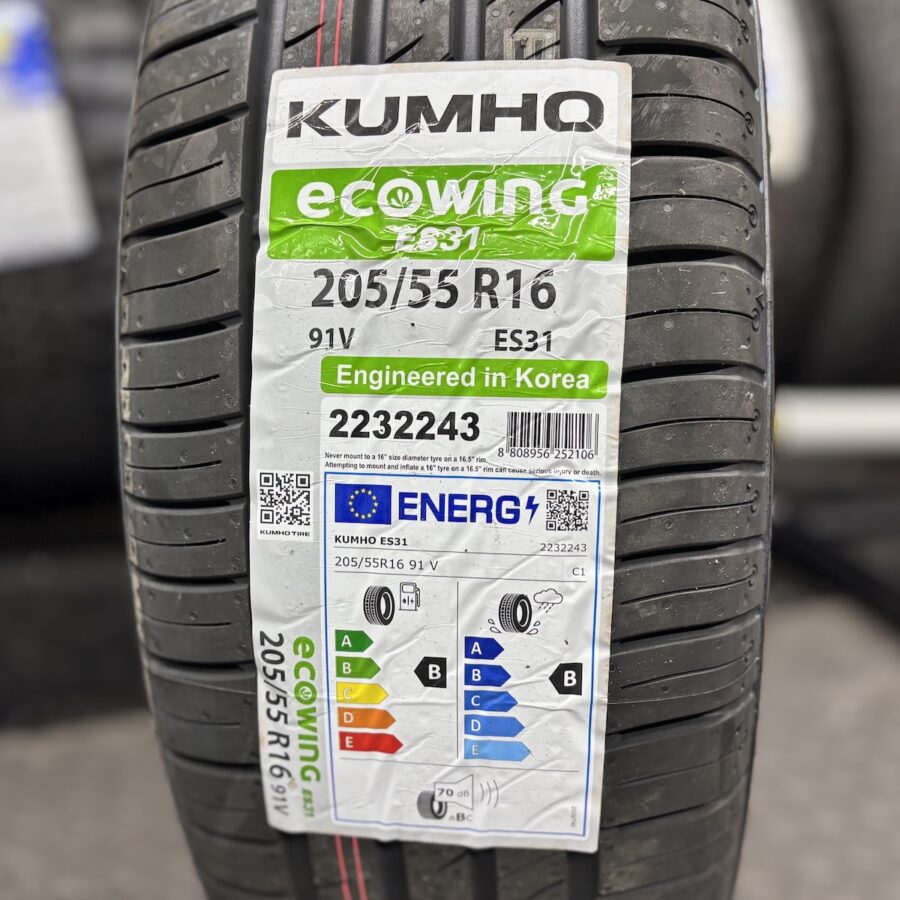 KUMHO
ecowing
ES31
205/55 R16
91V ES31
Engineered in Korea
2232243
8 808956 252106
Never mount to a 16" size diameter tyre on a 16.5" rim.
Attempting to mount and inflate a 16" tyre on a 16.5" rim can cause serious injury or death.
KUMHO TIRE
ENERG
KUMHO ES31 2232243
205/55R16 91 V C1
A
B
C
D
E
B
A
B
C
D
E
B
70 dB
ABC
ecowing ES31
205/55 R16 91V